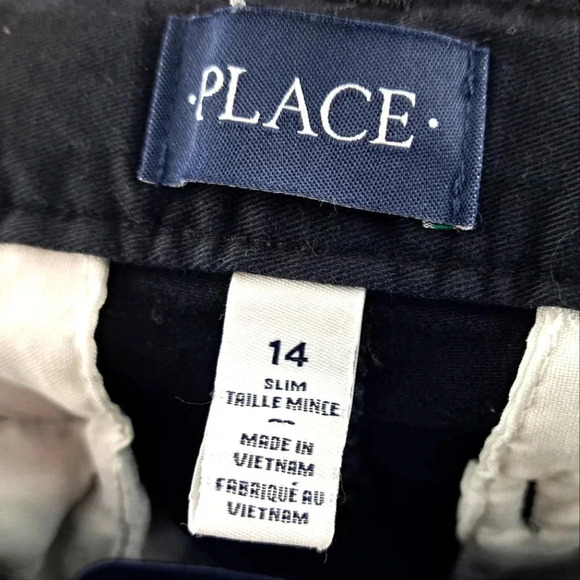 ·PLACE·
14
SLIM
TAILLE MINCE
MADE IN
VIETNAM
FABRIQUÉ AU
VIETNAM